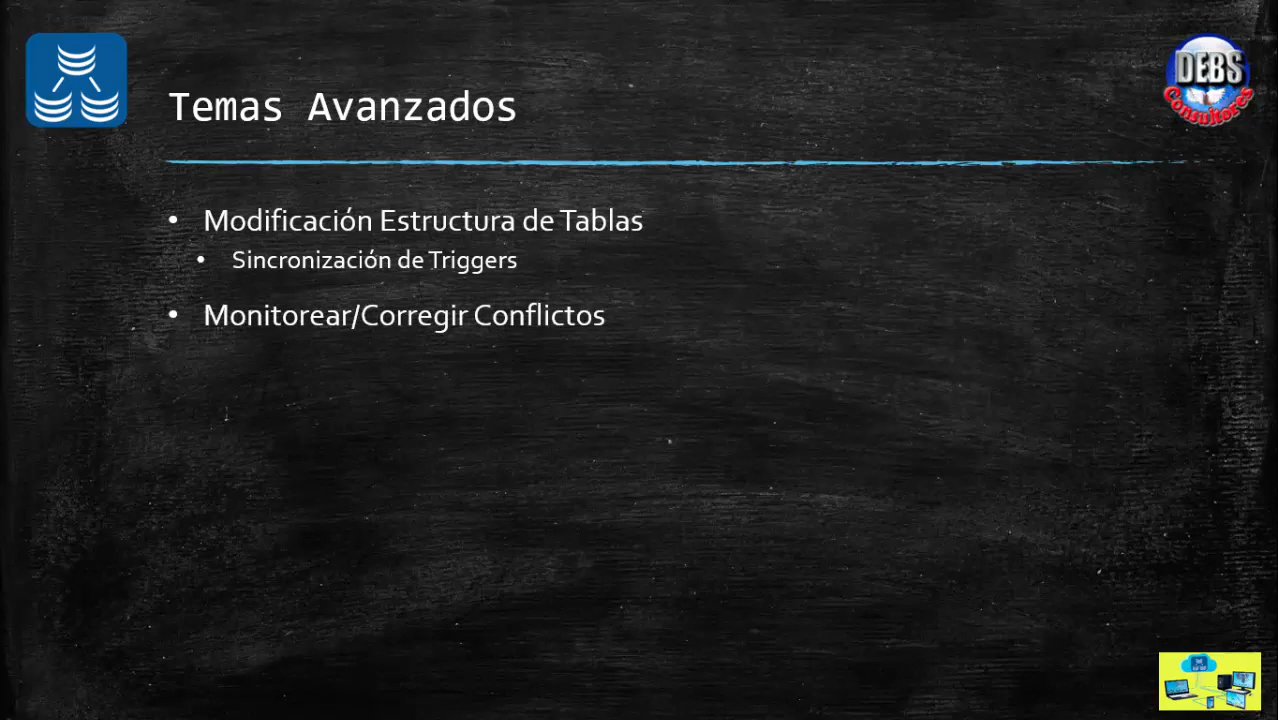 DEBS
Consultores
Temas Avanzados
• Modificación Estructura de Tablas
• Sincronización de Triggers
• Monitorear/Corregir Conflictos